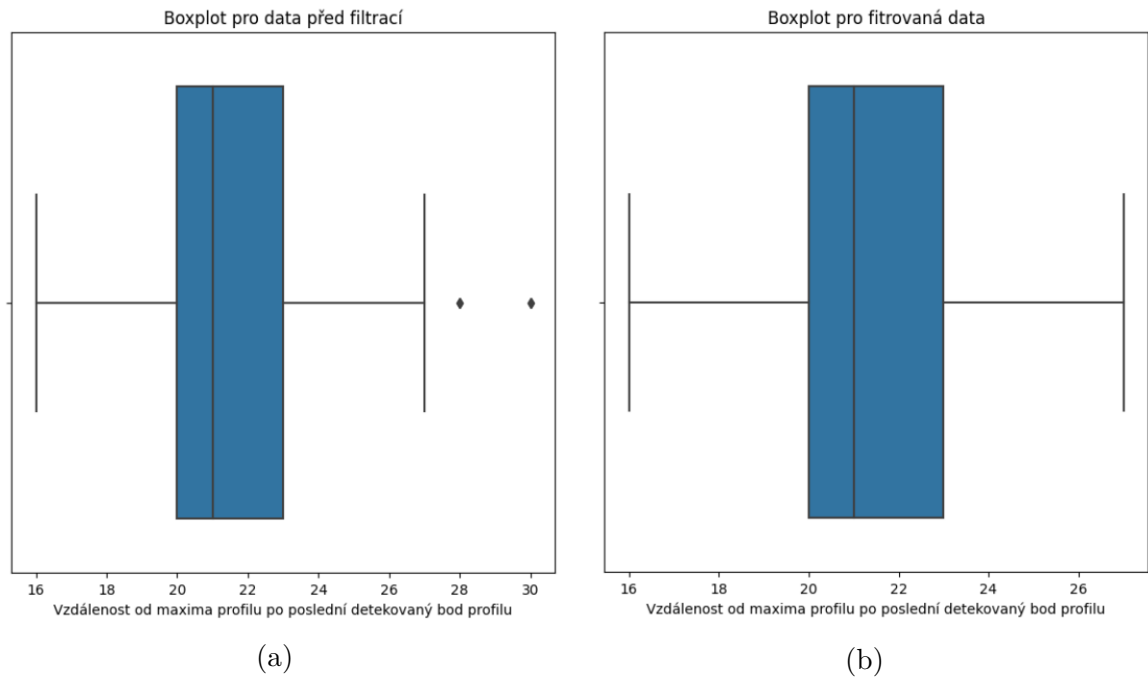 Boxplot pro data před filtrací
Boxplot pro fitrovaná data
16 18 20 22 24 26 28 30
16 18 20 22 24 26
Vzdálenost od maxima profilu po poslední detekovaný bod profilu
Vzdálenost od maxima profilu po poslední detekovaný bod profilu
(a)
(b)